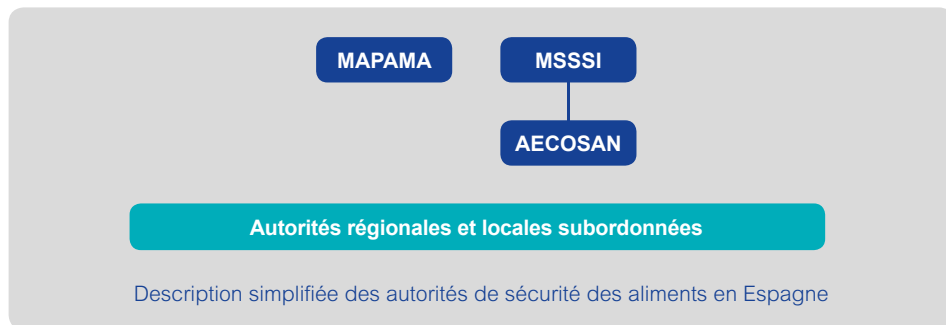 MAPAMA MSSSI
AECOSAN
Autorités régionales et locales subordonnées
Description simplifiée des autorités de sécurité des aliments en Espagne